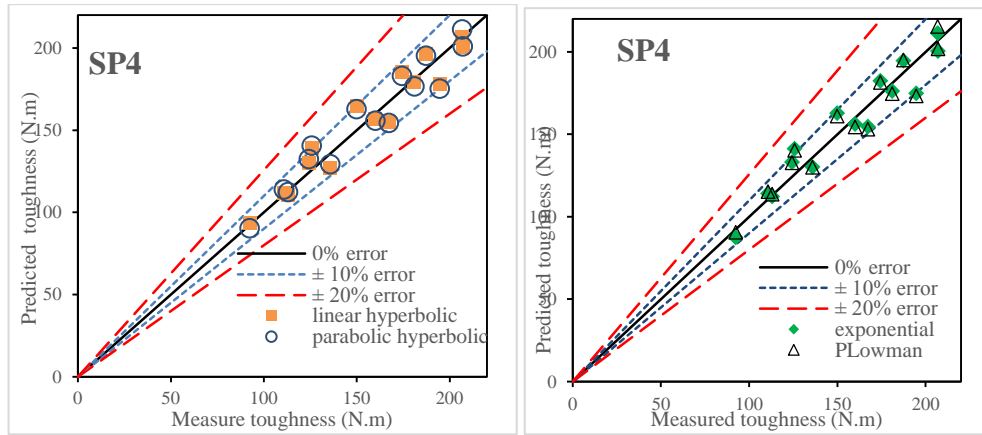 SP4
Predicted toughness (N.m)
200
150
100
50
0
0% error
± 10% error
± 20% error
linear hyperbolic
parabolic hyperbolic
0 50 100 150 200
Measure toughness (N.m)
SP4
Predicted toughness (N.m)
200
150
100
50
0
0% error
± 10% error
± 20% error
exponential
PLowman
0 50 100 150 200
Measured toughness (N.m)